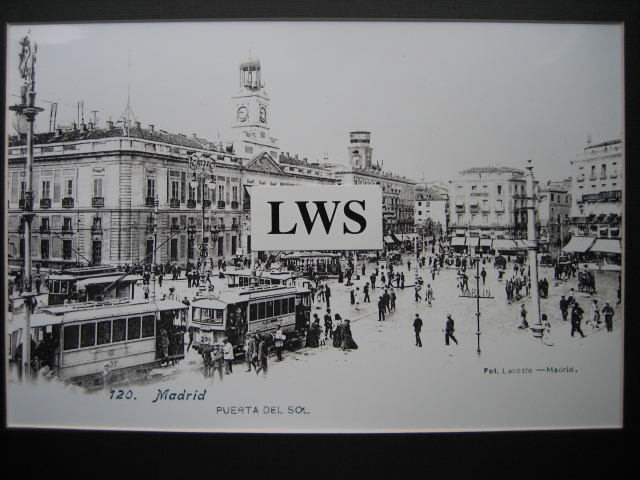 LWS
Fot. Lacoste —Madrid.
120. Madrid
PUERTA DEL SOL